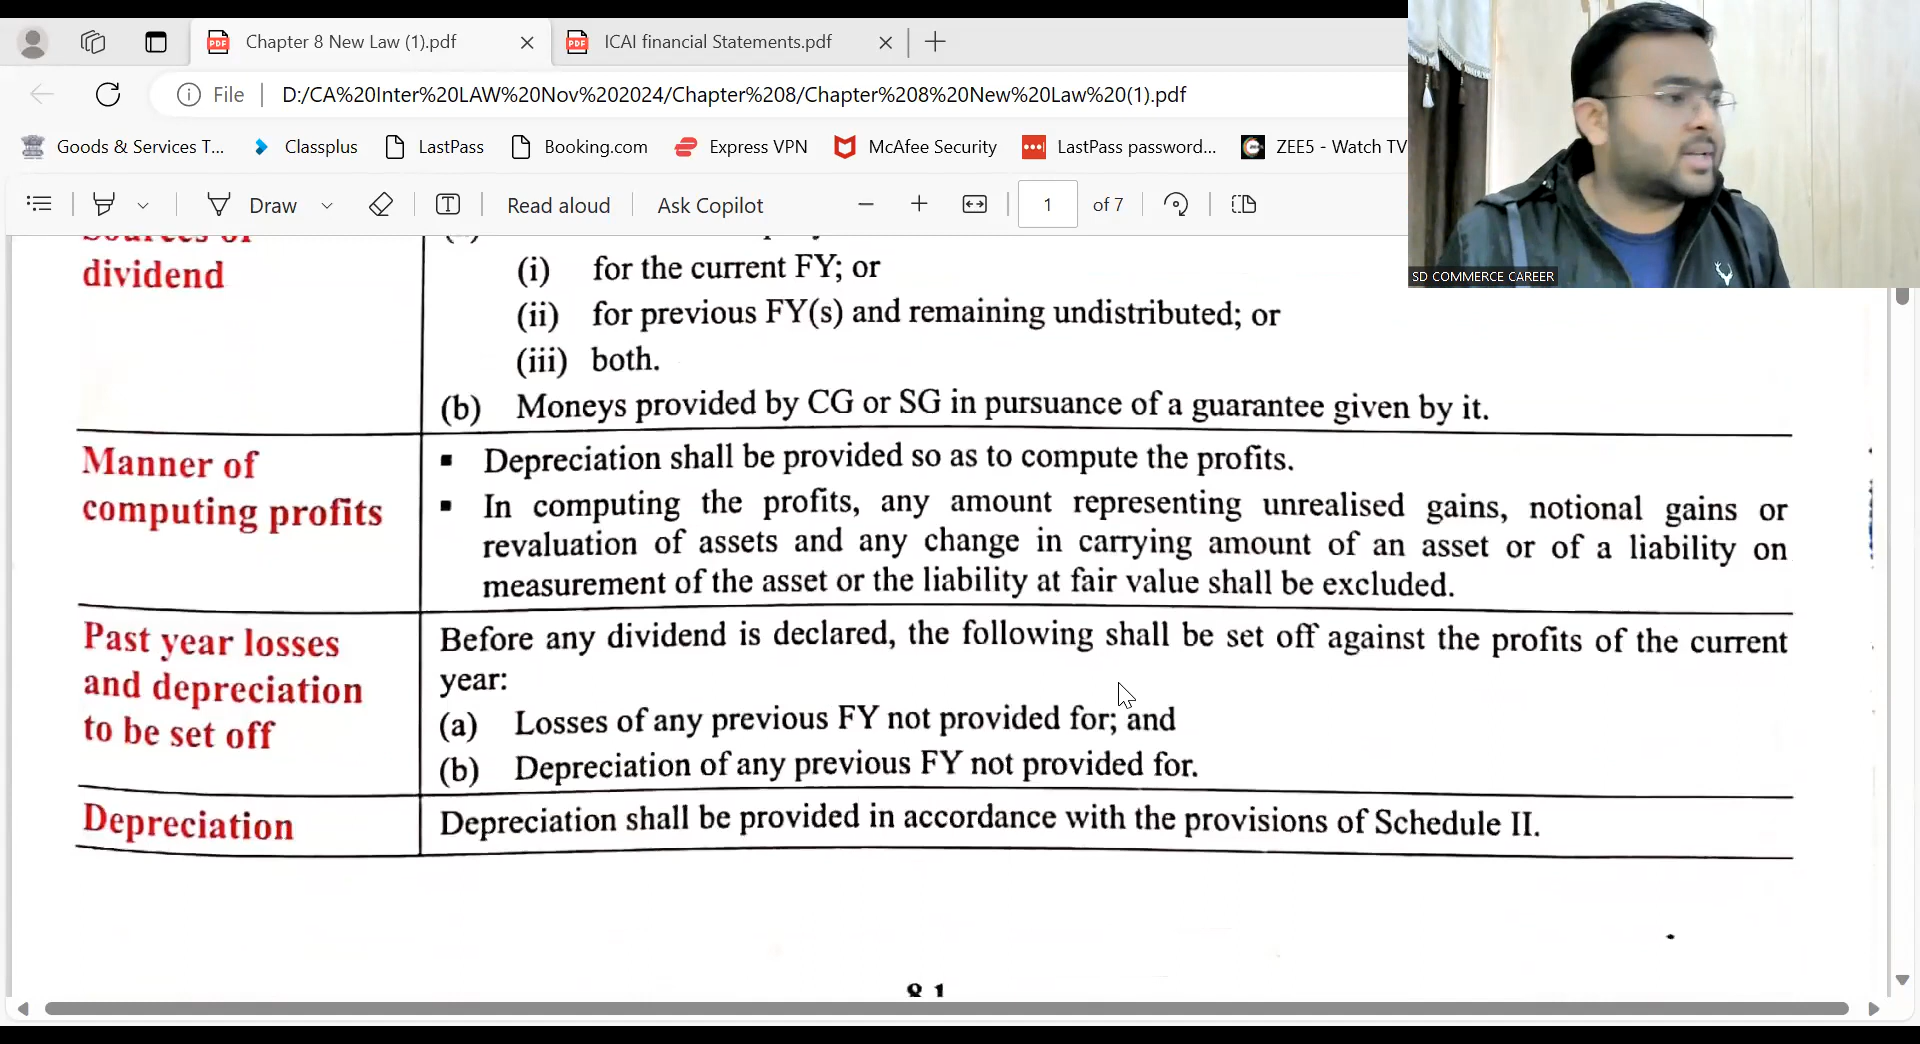 Chapter 8 New Law (1).pdf
ICAI financial Statements.pdf
File
D:/CA%20Inter%20LAW%20Nov%202024/Chapter%208/Chapter%208%20New%20Law%20(1).pdf
Goods & Services T... Classplus LastPass Booking.com Express VPN McAfee Security LastPass password... ZEE5 - Watch TV
Draw Read aloud Ask Copilot 1 of 7
SD COMMERCE CAREER
Sources of
dividend
(i) for the current FY; or
(ii) for previous FY(s) and remaining undistributed; or
(iii) both.
(b) Moneys provided by CG or SG in pursuance of a guarantee given by it.
Manner of
computing profits
▪ Depreciation shall be provided so as to compute the profits.
▪ In computing the profits, any amount representing unrealised gains, notional gains or
revaluation of assets and any change in carrying amount of an asset or of a liability on
measurement of the asset or the liability at fair value shall be excluded.
Past year losses
and depreciation
to be set off
Before any dividend is declared, the following shall be set off against the profits of the current
year:
(a) Losses of any previous FY not provided for; and
(b) Depreciation of any previous FY not provided for.
Depreciation
Depreciation shall be provided in accordance with the provisions of Schedule II.